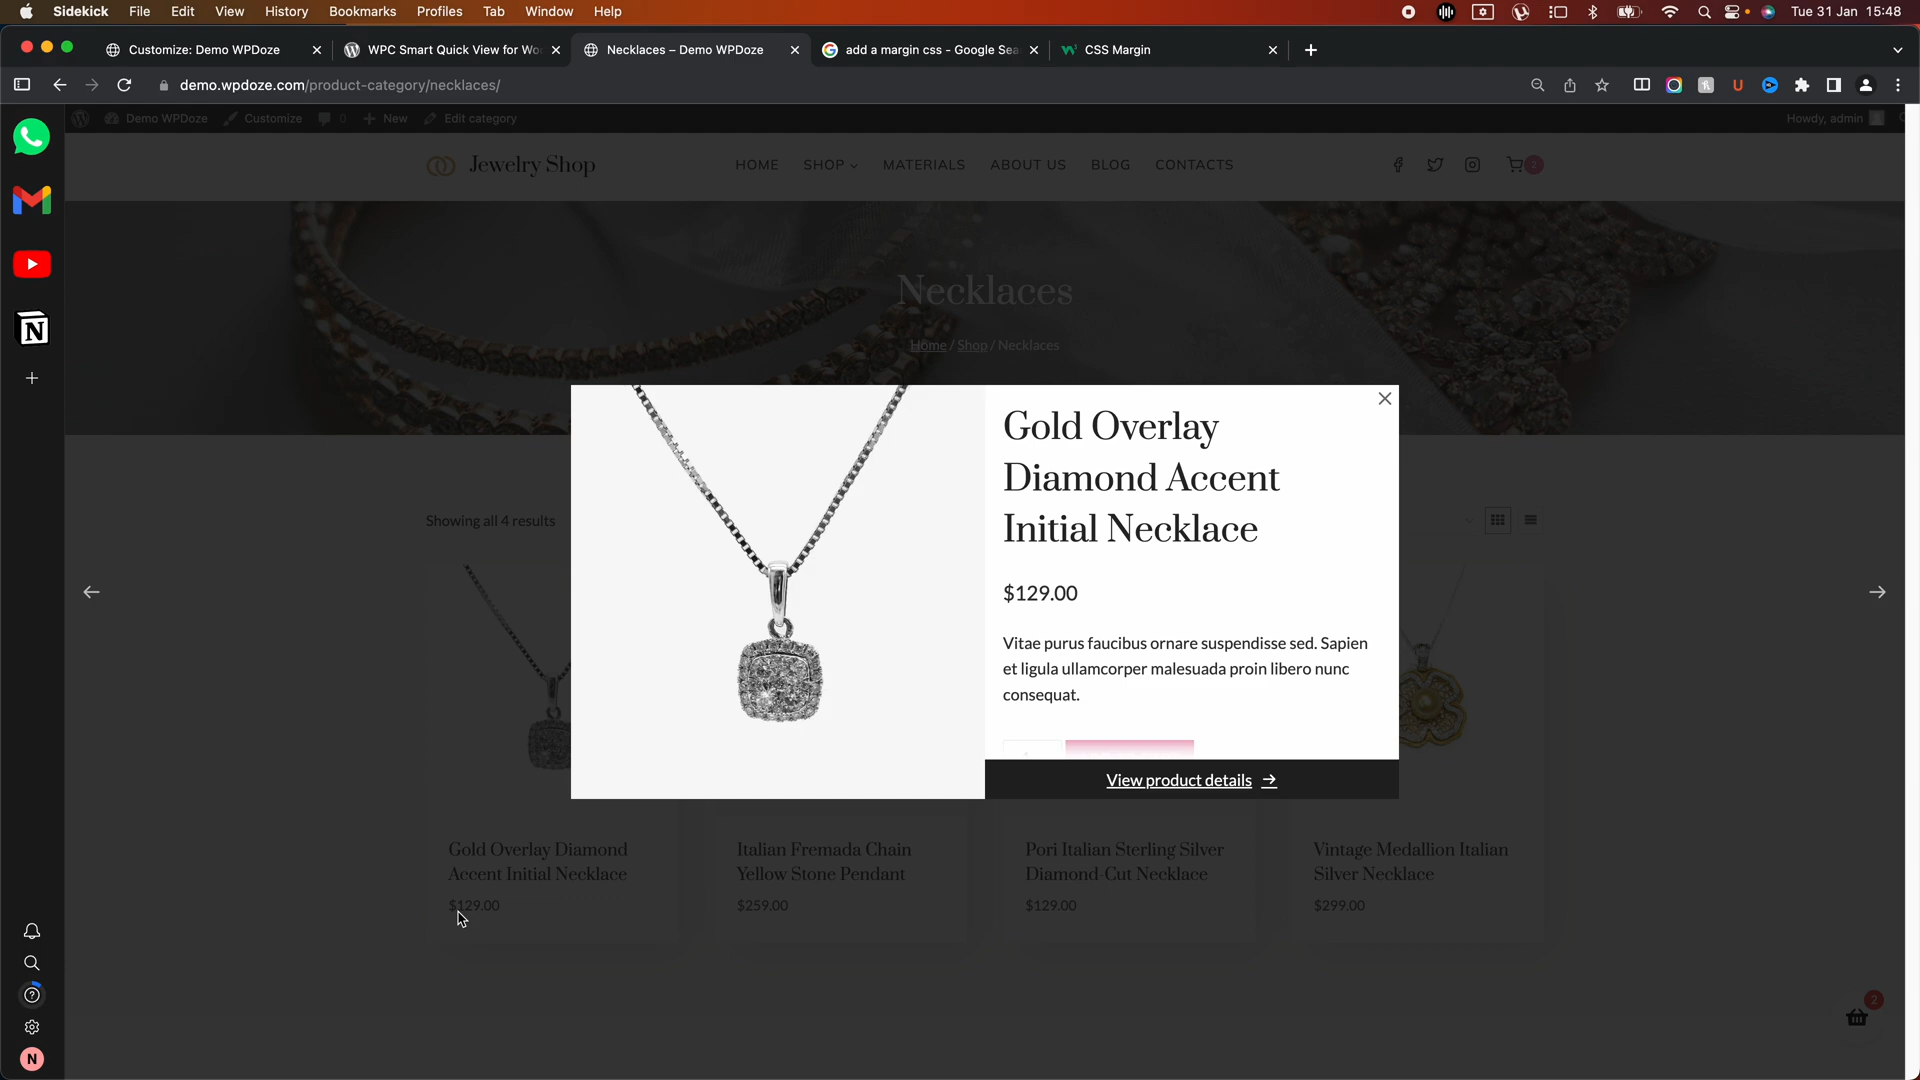 Sidekick File Edit View History Bookmarks Profiles Tab Window Help
Tue 31 Jan 15:48
Customize: Demo WPDoze
WPC Smart Quick View for Wo
Necklaces – Demo WPDoze
add a margin css - Google Sea
CSS Margin
demo.wpdoze.com/product-category/necklaces/
Demo WPDoze Customize 0 New Edit category
Howdy, admin
Jewelry Shop
HOME SHOP MATERIALS ABOUT US BLOG CONTACTS
2
Necklaces
Home / Shop / Necklaces
Gold Overlay
Diamond Accent
Initial Necklace
$129.00
Vitae purus faucibus ornare suspendisse sed. Sapien
et ligula ullamcorper malesuada proin libero nunc
consequat.
View product details
Showing all 4 results
Gold Overlay Diamond
Accent Initial Necklace
$129.00
Italian Fremada Chain
Yellow Stone Pendant
$259.00
Pori Italian Sterling Silver
Diamond-Cut Necklace
$129.00
Vintage Medallion Italian
Silver Necklace
$299.00
2
N